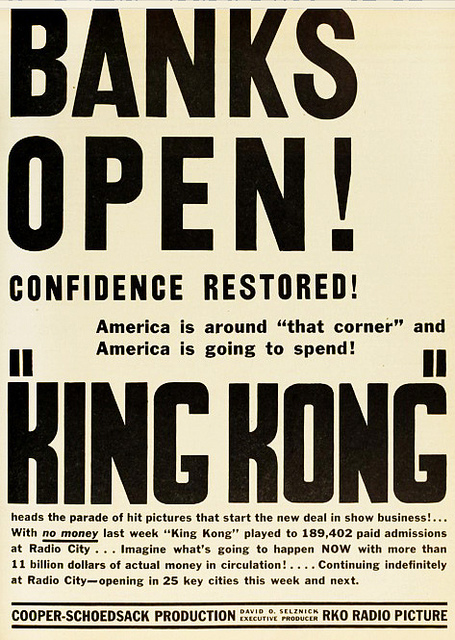 BANKS
OPEN!
CONFIDENCE RESTORED!
America is around “that corner” and
America is going to spend!
"KING KONG"
heads the parade of hit pictures that start the new deal in show business!...
With no money last week “King Kong” played to 189,402 paid admissions
at Radio City . . . Imagine what's going to happen NOW with more than
11 billion dollars of actual money in circulation! . . . . Continuing indefinitely
at Radio City—opening in 25 key cities this week and next.
COOPER-SCHOEDSACK PRODUCTION DAVID O. SELZNICK EXECUTIVE PRODUCER RKO RADIO PICTURE